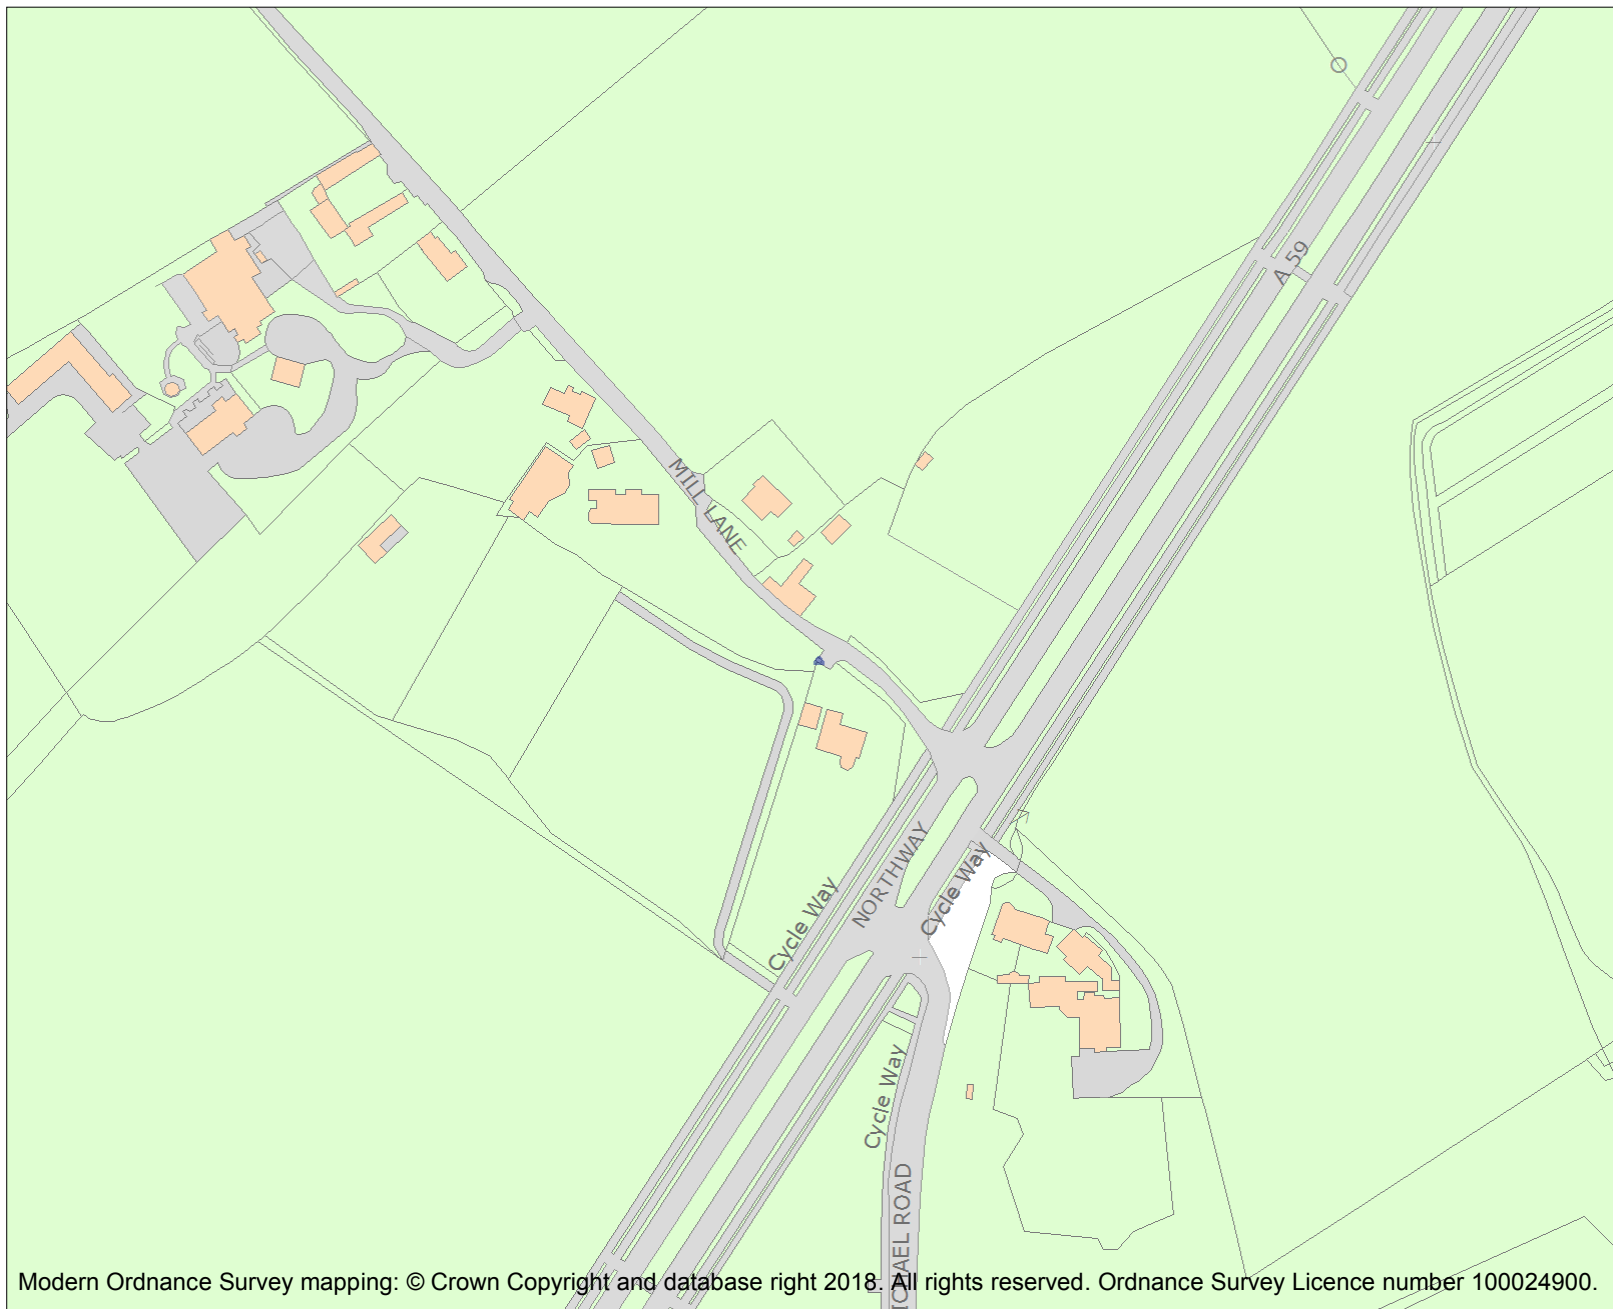 A 59
MILL LANE
NORTHWAY
Cycle Way
Cycle Way
Cycle Way
ICHAEL ROAD
Modern Ordnance Survey mapping: © Crown Copyright and database right 2018. All rights reserved. Ordnance Survey Licence number 100024900.